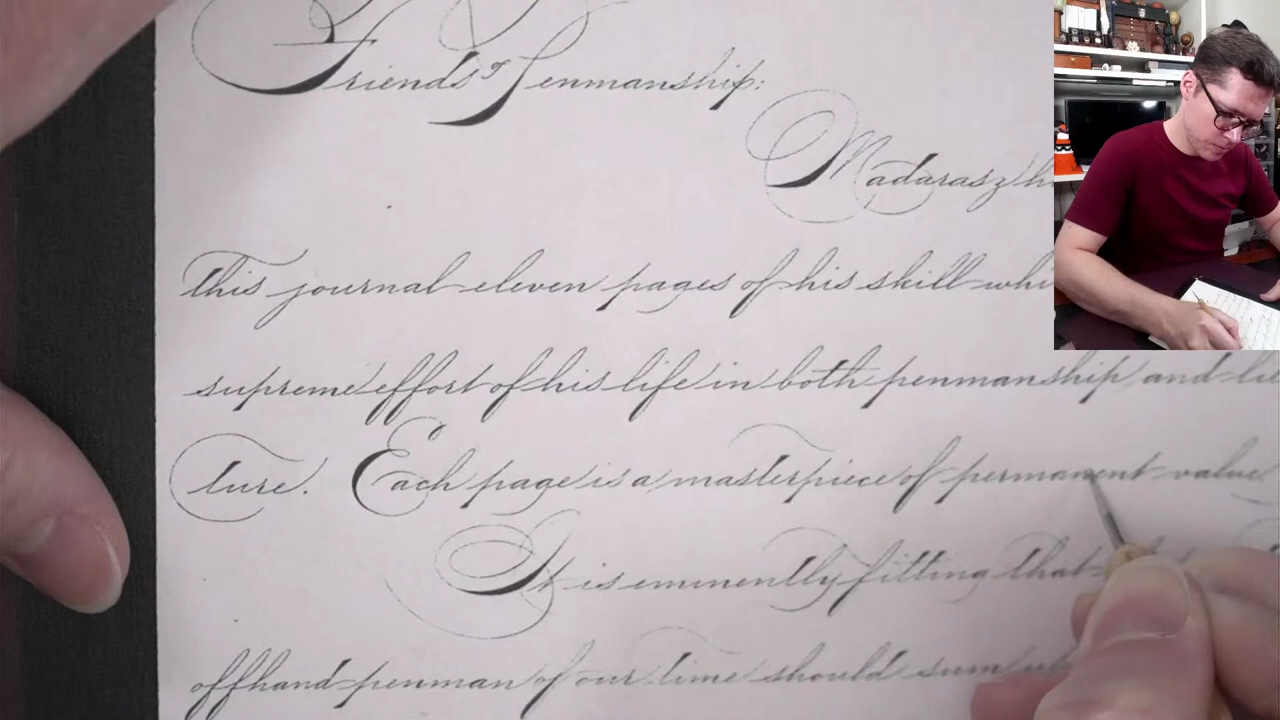 Friends of Penmanship:
Madarasz
This journal eleven pages of his skill
supreme effort of his life in both penmanship and
ture. Each page is a masterpiece of permanent value
It is eminently fitting that
offhand penman of our time should sum